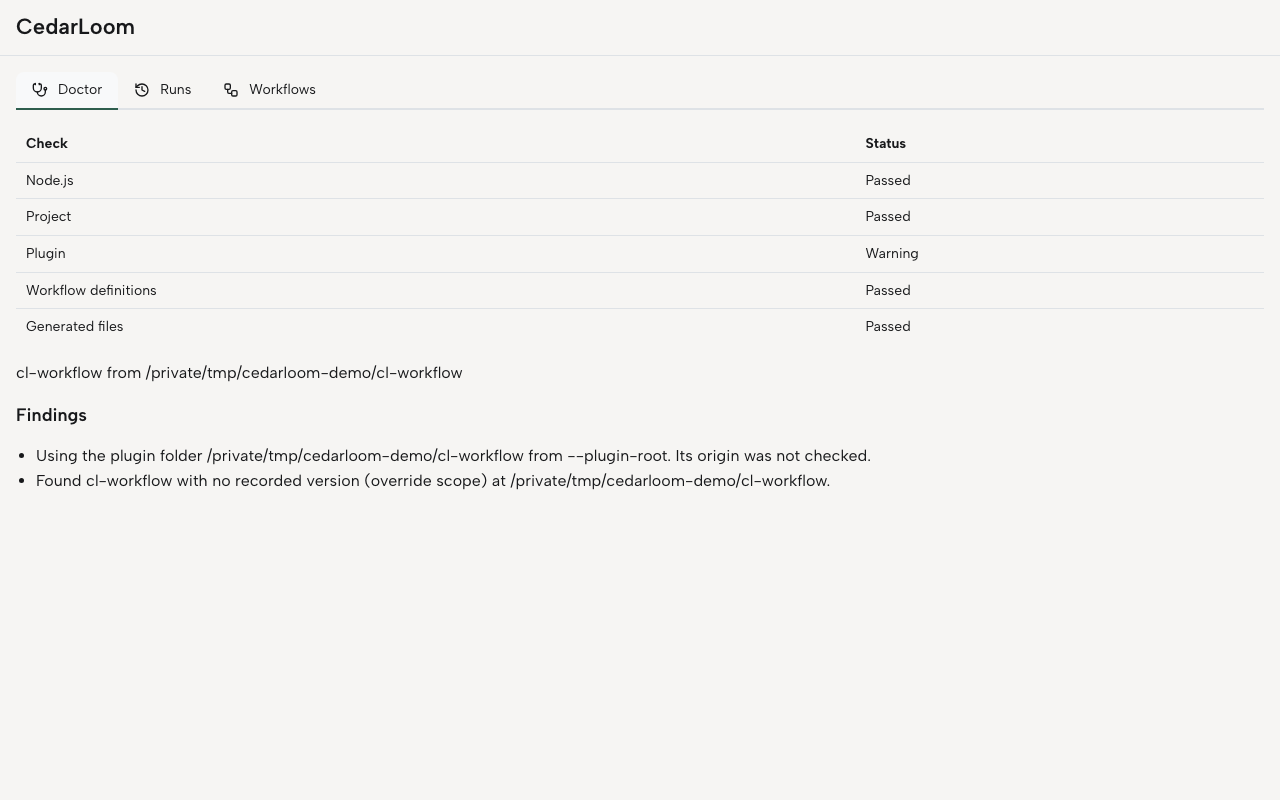 CedarLoom
Doctor
Runs
Workflows
Check Status
Node.js Passed
Project Passed
Plugin Warning
Workflow definitions Passed
Generated files Passed
cl-workflow from /private/tmp/cedarloom-demo/cl-workflow
Findings
• Using the plugin folder /private/tmp/cedarloom-demo/cl-workflow from --plugin-root. Its origin was not checked.
• Found cl-workflow with no recorded version (override scope) at /private/tmp/cedarloom-demo/cl-workflow.